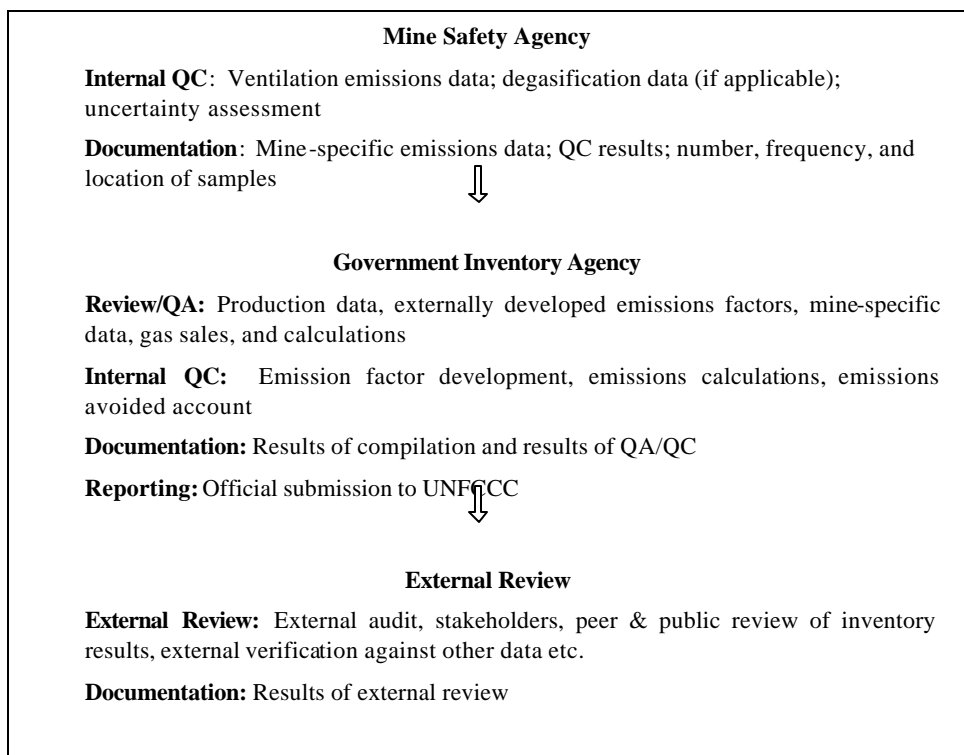 Mine Safety Agency
Internal QC: Ventilation emissions data; degasification data (if applicable);
uncertainty assessment
Documentation: Mine-specific emissions data; QC results; number, frequency, and
location of samples
Government Inventory Agency
Review/QA: Production data, externally developed emissions factors, mine-specific
data, gas sales, and calculations
Internal QC: Emission factor development, emissions calculations, emissions
avoided account
Documentation: Results of compilation and results of QA/QC
Reporting: Official submission to UNFCCC
External Review
External Review: External audit, stakeholders, peer & public review of inventory
results, external verification against other data etc.
Documentation: Results of external review